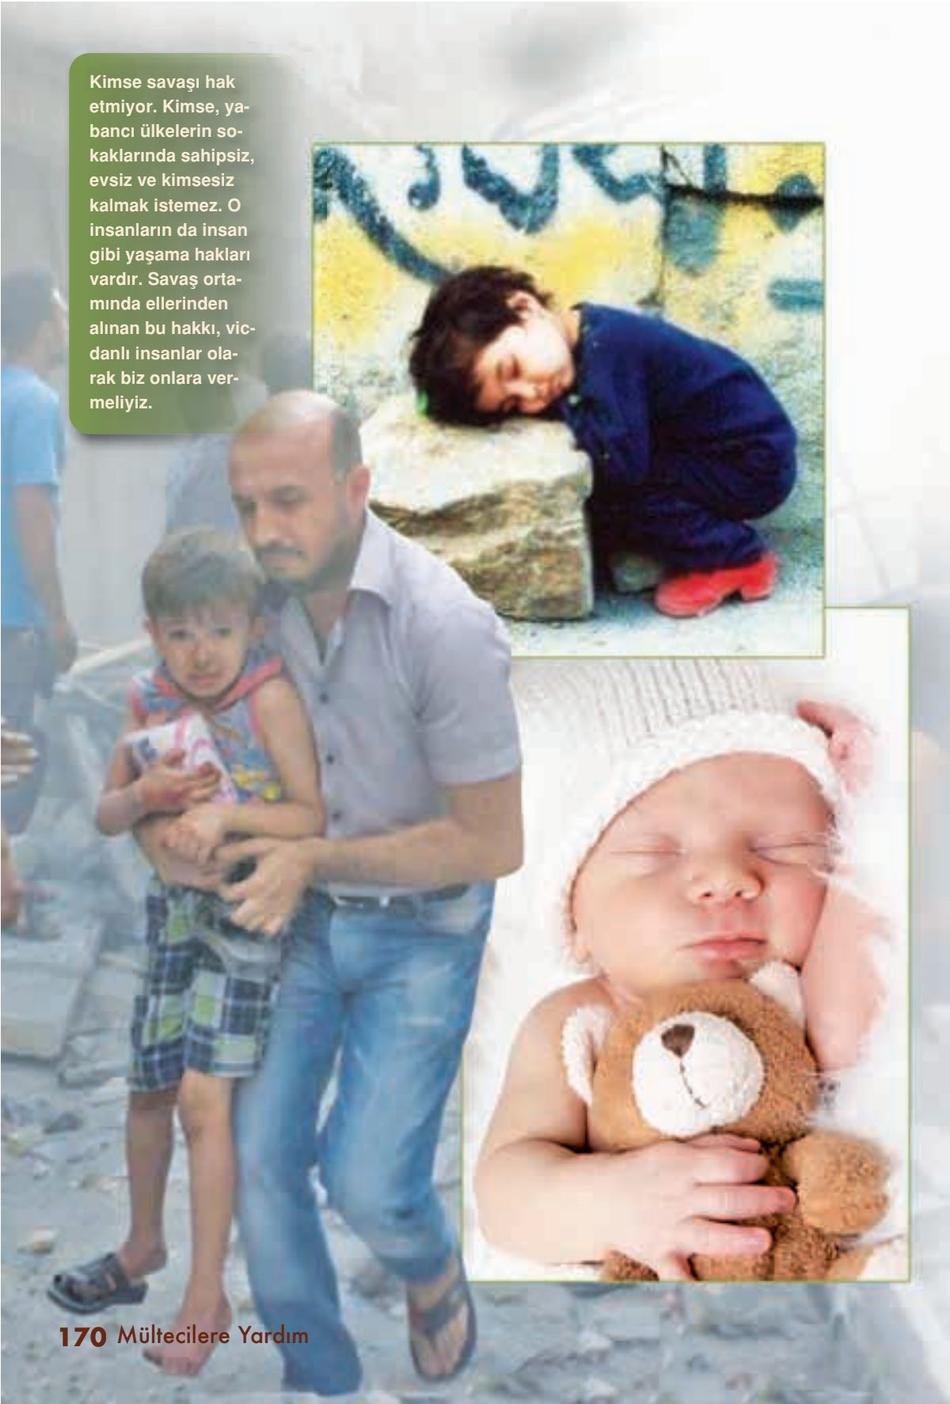 Kimse savaşı hak
etmiyor. Kimse, ya-
bancı ülkelerin so-
kaklarında sahipsiz,
evsiz ve kimsesiz
kalmak istemez. O
insanların da insan
gibi yaşama hakları
vardır. Savaş orta-
mında ellerinden
alınan bu hakkı, vic-
danlı insanlar ola-
rak biz onlara ver-
meliyiz.
170 Mültecilere Yardım